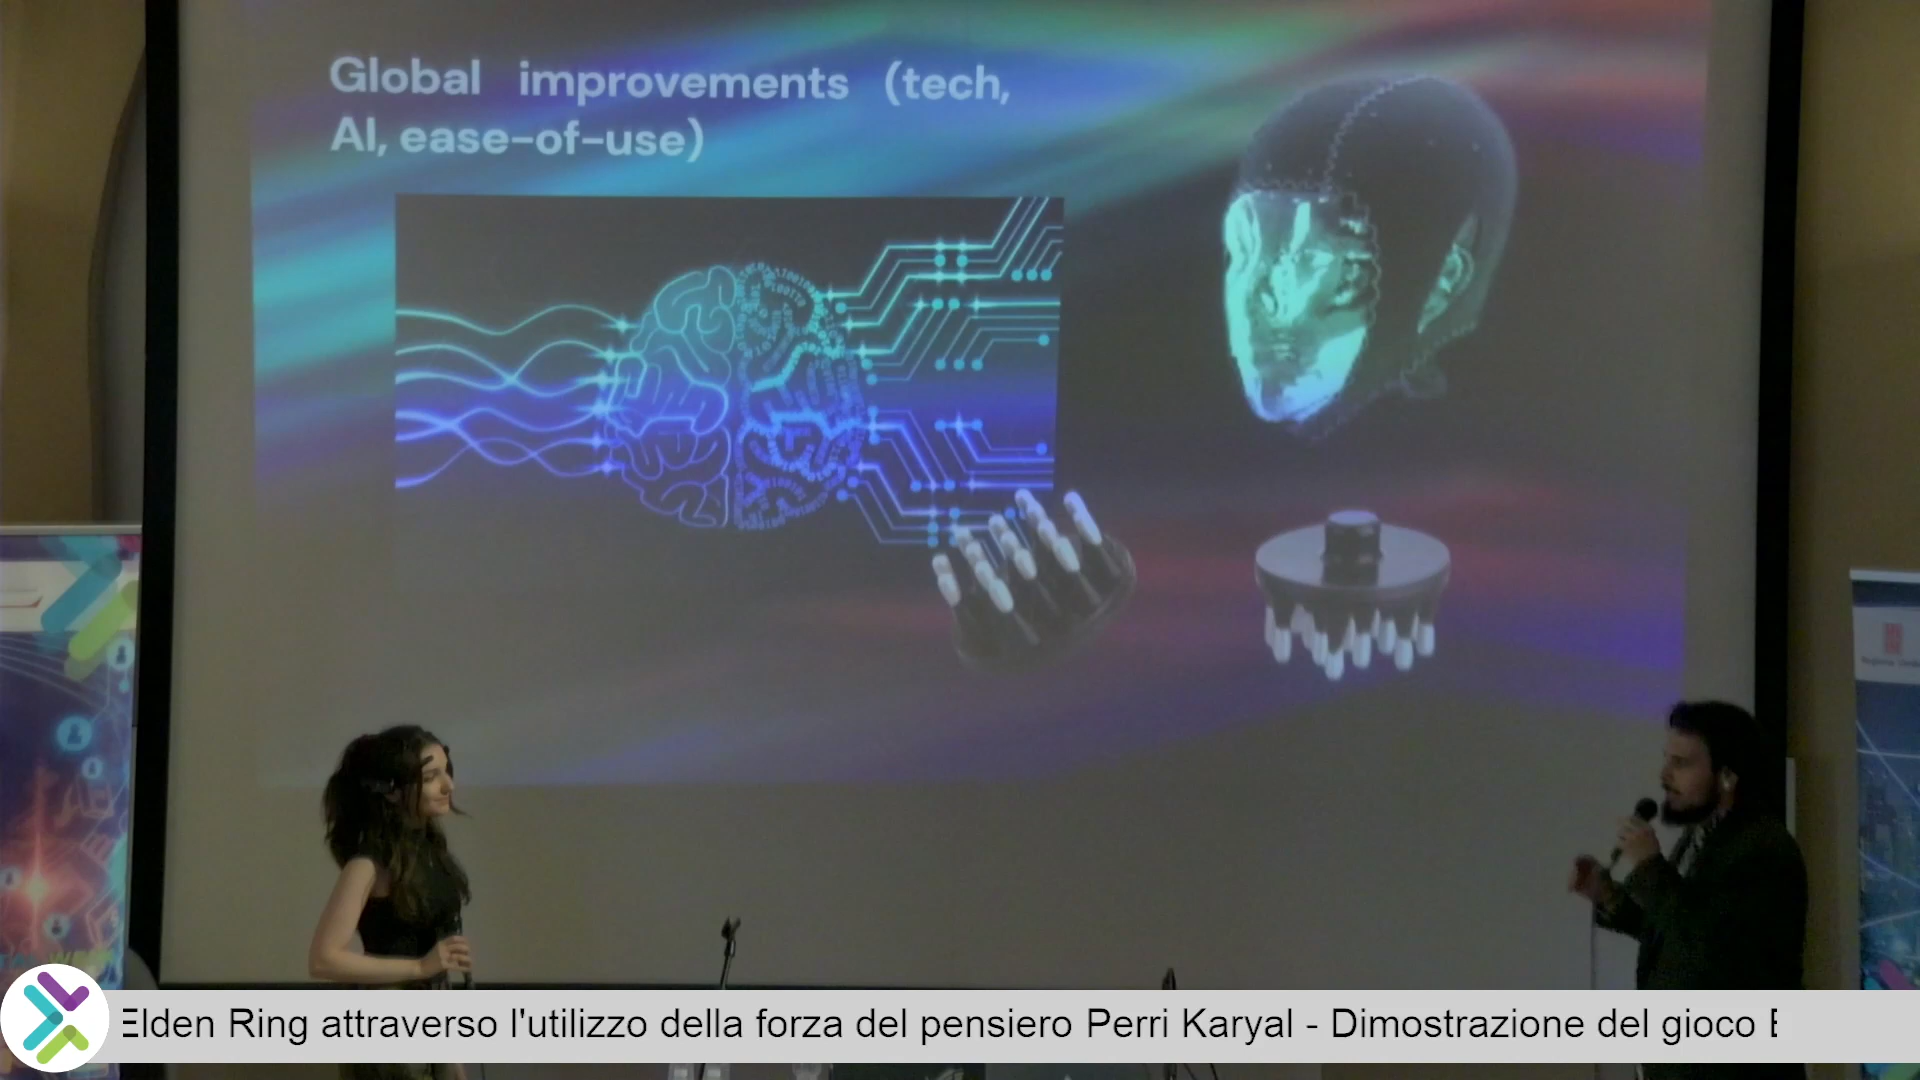 Global improvements (tech,
AI, ease-of-use)
Elden Ring attraverso l'utilizzo della forza del pensiero Perri Karyal - Dimostrazione del gioco E